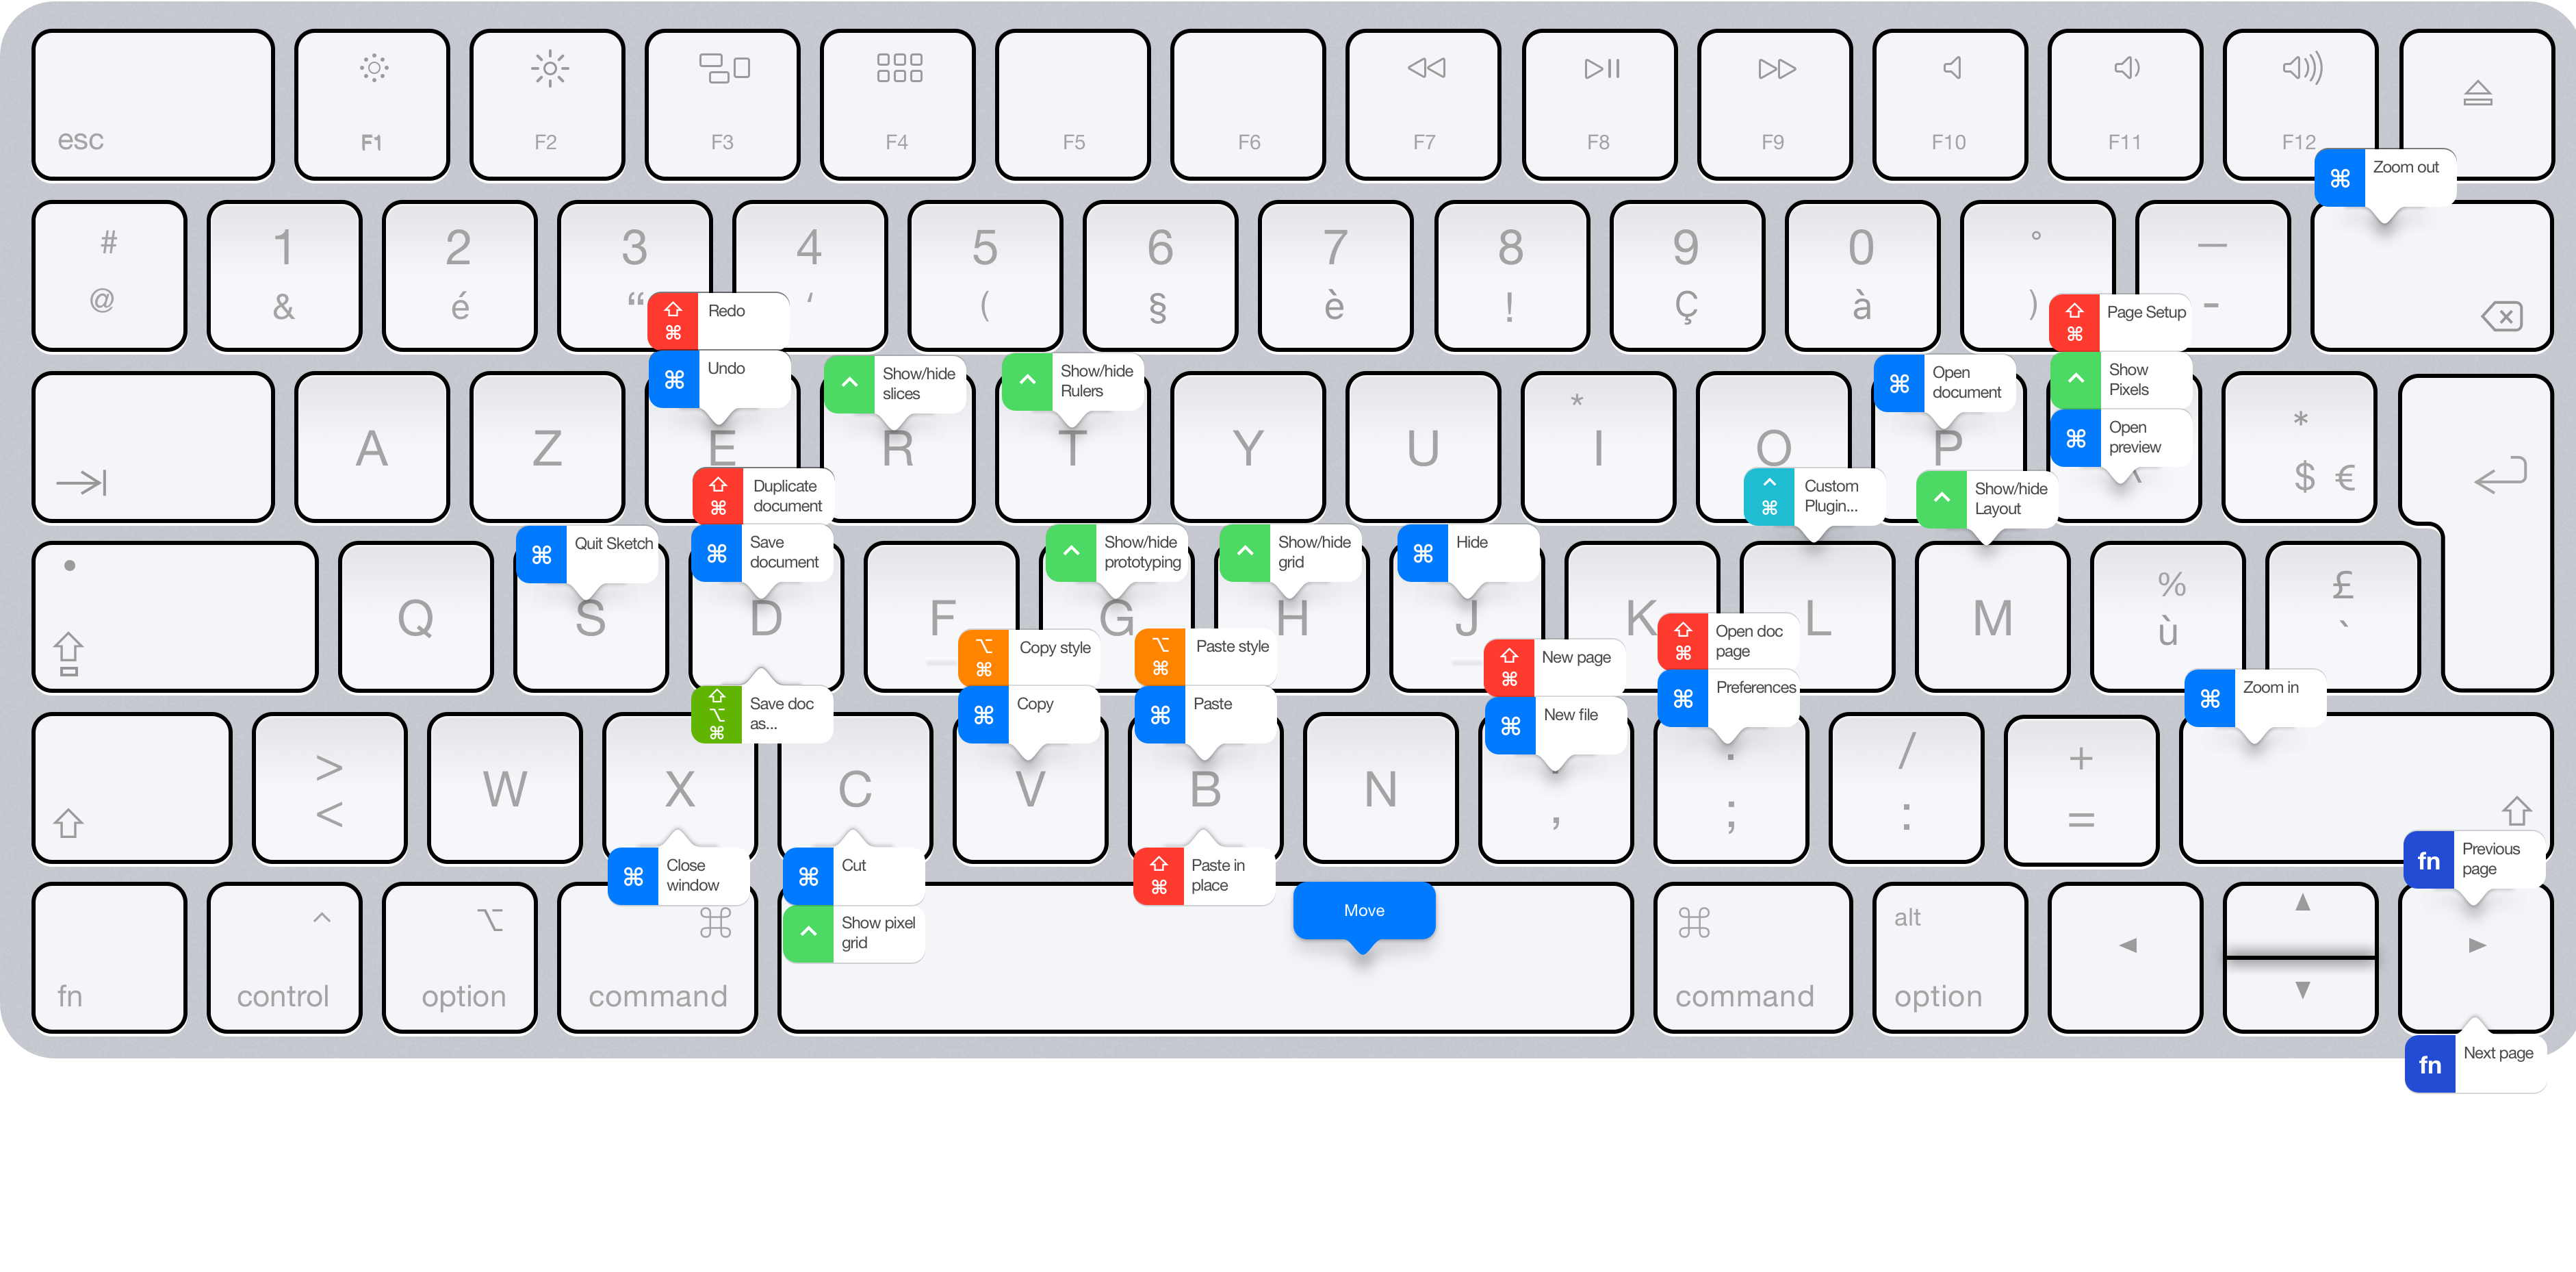 esc
F1
F2
F3
F4
F5
F6
F7
F8
F9
F10
F11
F12
⌘ Zoom out
#
@
1
&
2
é
3
“
4
‘
5
(
6
§
7
è
8
!
9
Ç
0
à
°
)
—
-
⇧ ⌘ Redo
⌘ Undo
^ Show/hide
slices
^ Show/hide
Rulers
⌘ Open
document
⇧ ⌘ Page Setup
^ Show
Pixels
⌘ Open
preview
A
Z
E
R
T
Y
U
*
I
O
P
*
$ €
⌘ Quit Sketch
⇧ ⌘ Duplicate
document
⌘ Save
document
^ Show/hide
prototyping
^ Show/hide
grid
⌘ Hide
^ ⌘ Custom
Plugin...
^ Show/hide
Layout
Q
S
D
F
G
H
J
K
L
M
%
ù
£
`
⇧ ⌥ ⌘ Save doc
as...
⌥ ⌘ Copy style
⌘ Copy
⌥ ⌘ Paste style
⌘ Paste
⇧ ⌘ New page
⌘ New file
⇧ ⌘ Open doc
page
⌘ Preferences
⌘ Zoom in
>
<
W
X
C
V
B
N
,
;
/
:
+
=
⌘ Close
window
⌘ Cut
^ Show pixel
grid
⇧ ⌘ Paste in
place
Move
fn Previous
page
fn
^
control
⌥
option
⌘
command
⌘
command
alt
option
fn Next page